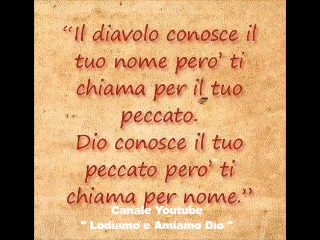 “Il diavolo conosce il
tuo nome pero’ ti
chiama per il tuo
peccato.
Dio conosce il tuo
peccato pero’ ti
chiama per nome.”
Canale Youtube
" Lodiamo e Amiamo Dio "